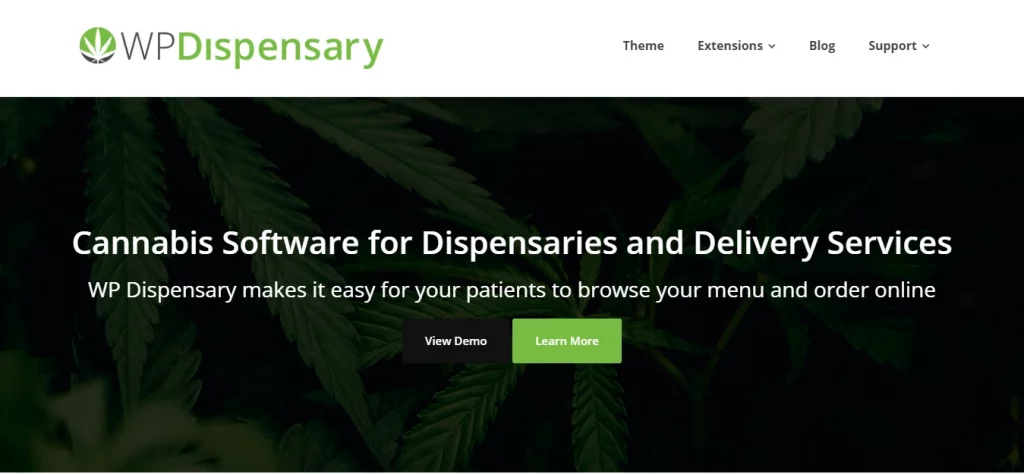 WPDispensary
Theme Extensions Blog Support
Cannabis Software for Dispensaries and Delivery Services
WP Dispensary makes it easy for your patients to browse your menu and order online
View Demo Learn More